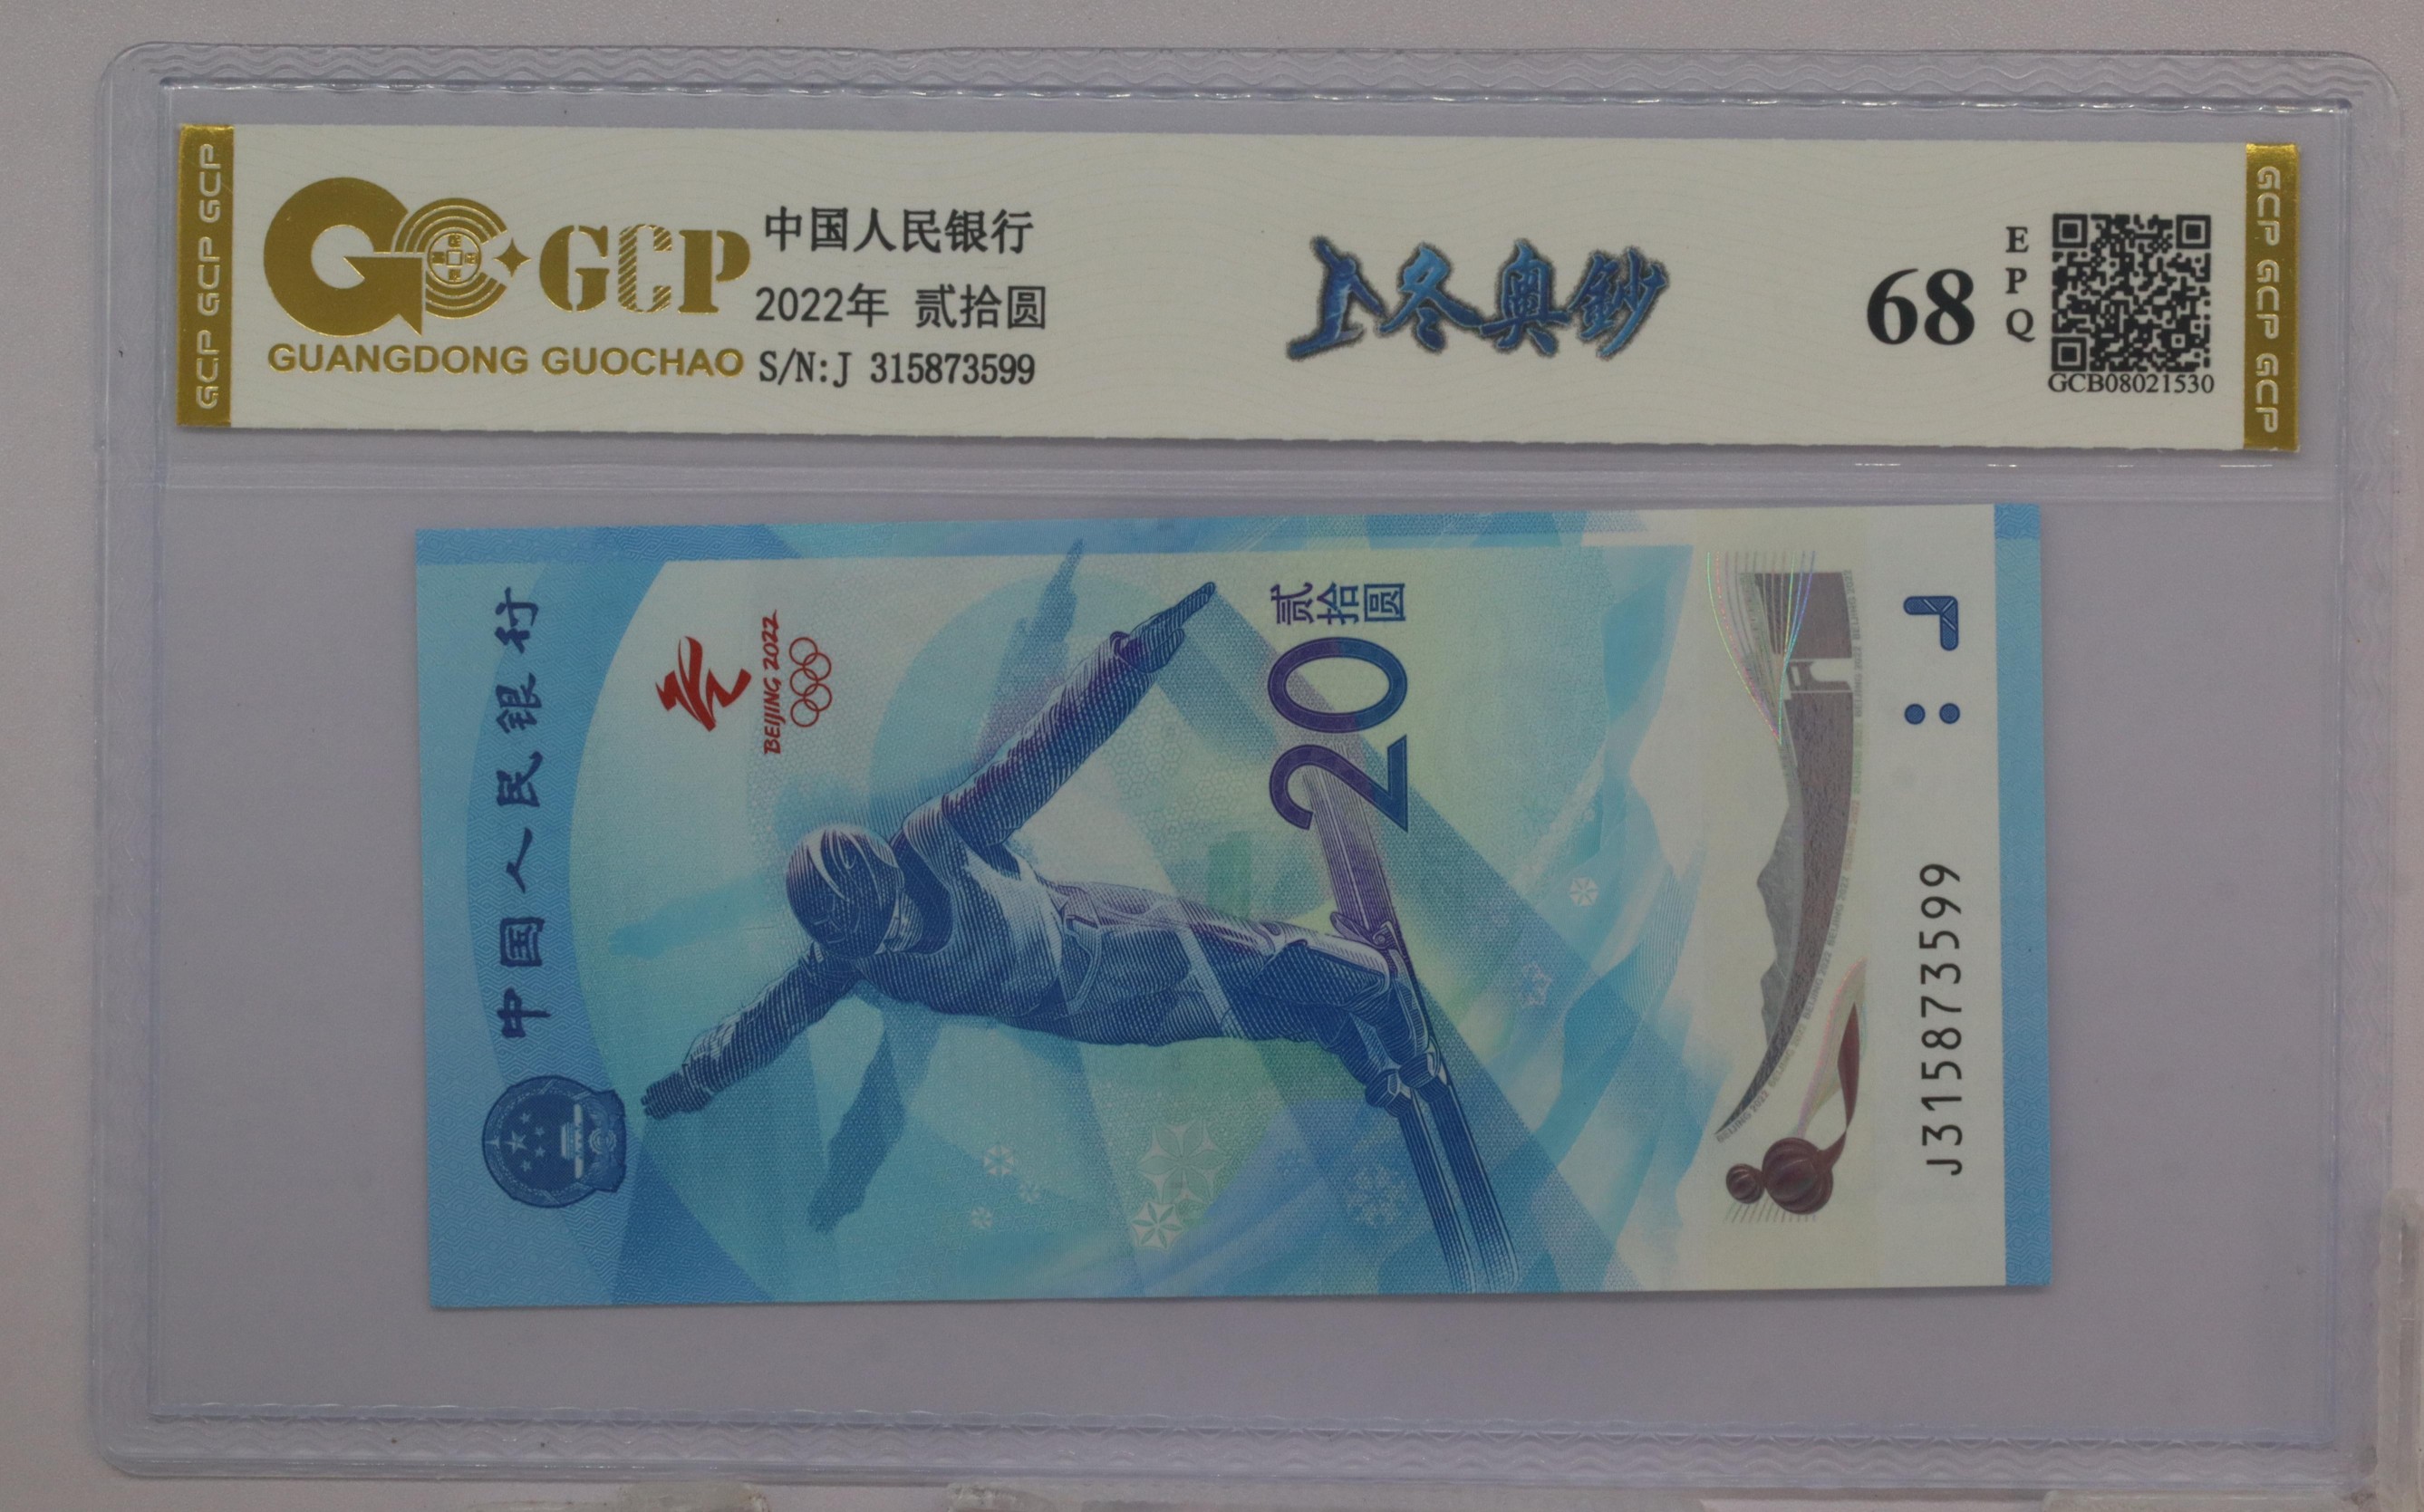 GCP GCP GCP
GCP
GUANGDONG GUOCHAO
中国人民银行
2022年 贰拾圆
S/N:J 315873599
上冬奥鈔
68
EPQ
GCB08021530
GCP GCP GCP
中国人民银行
BEIJING 2022
贰拾圆
20
J315873599